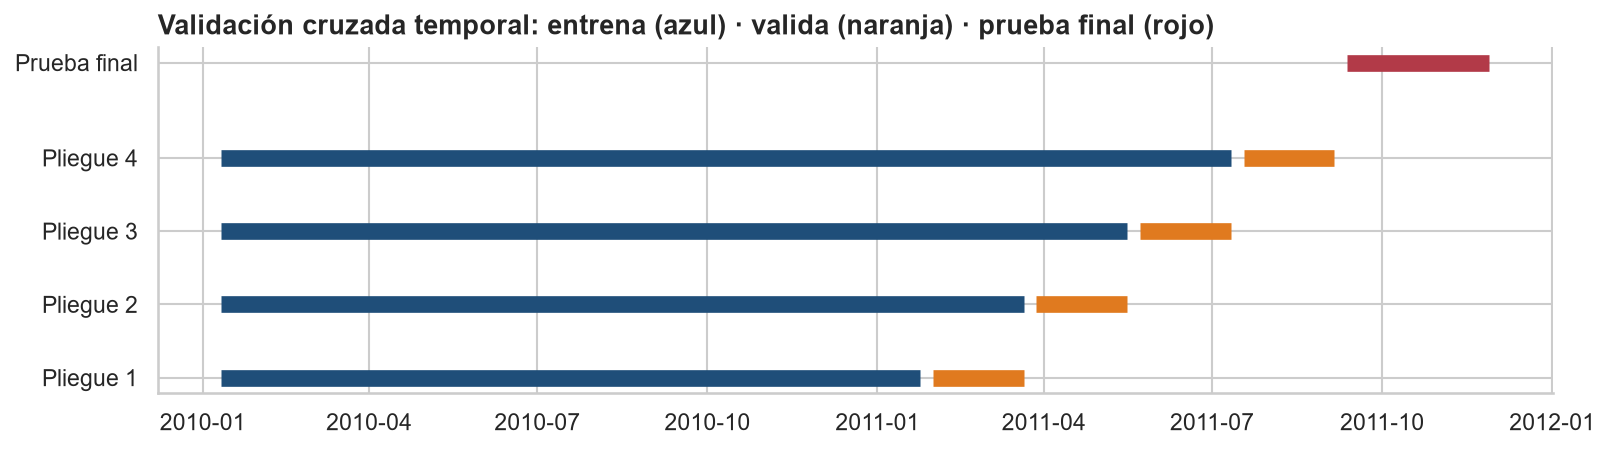 Validación cruzada temporal: entrena (azul) · valida (naranja) · prueba final (rojo)
Prueba final
Pliegue 4
Pliegue 3
Pliegue 2
Pliegue 1
2010-01 2010-04 2010-07 2010-10 2011-01 2011-04 2011-07 2011-10 2012-01